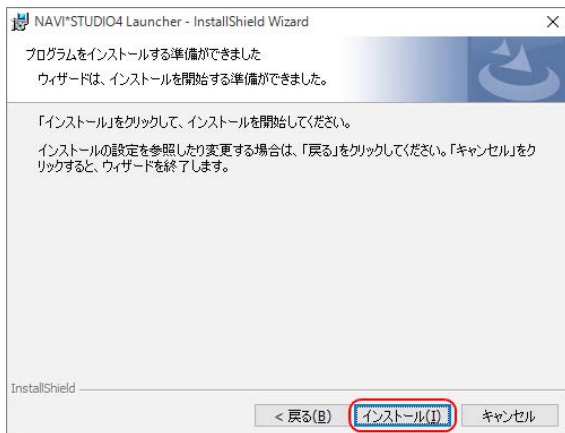 NAVI*STUDIO4 Launcher - InstallShield Wizard
プログラムをインストールする準備ができました
ウィザードは、インストールを開始する準備ができました。
「インストール」をクリックして、インストールを開始してください。
インストールの設定を参照したり変更する場合は、「戻る」をクリックしてください。「キャンセル」をク
リックすると、ウィザードを終了します。
InstallShield
< 戻る(B) インストール(I) キャンセル